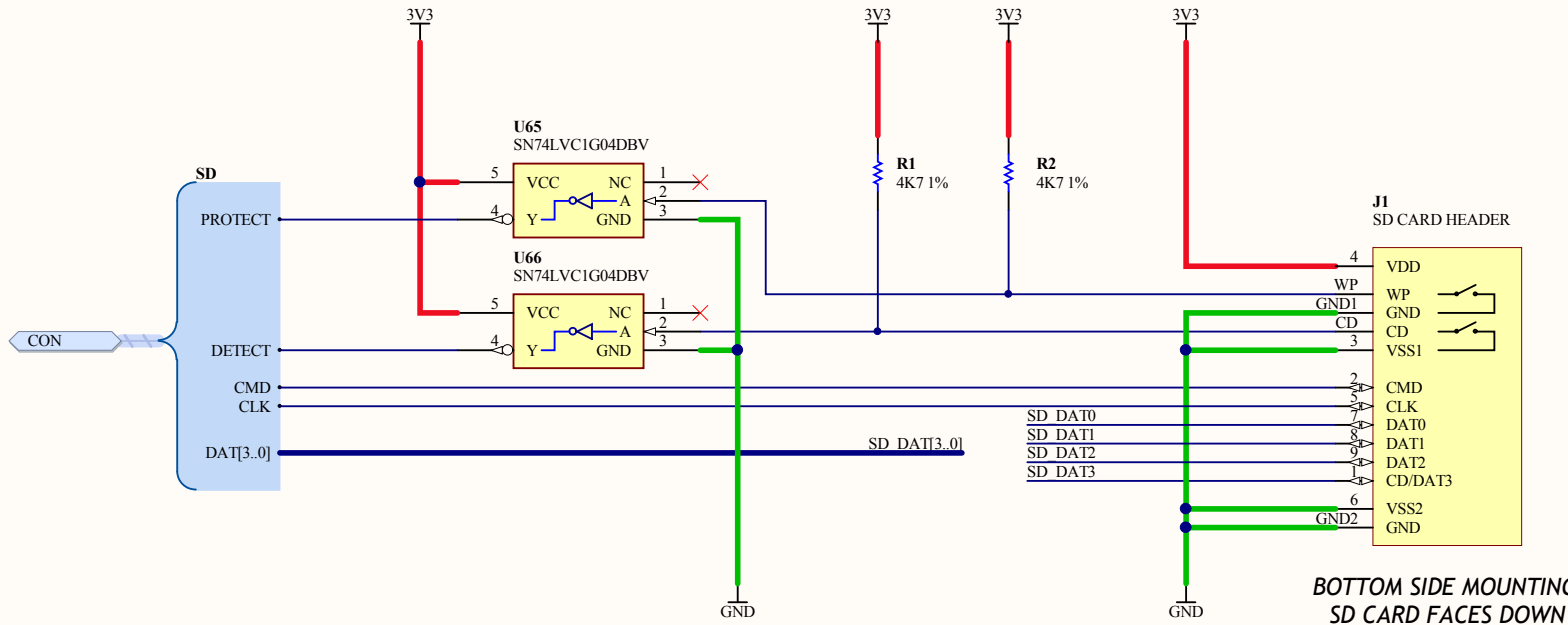 3V3
3V3
3V3
3V3
U65
SN74LVC1G04DBV
5 VCC NC 1
A 2
4 Y GND 3
U66
SN74LVC1G04DBV
5 VCC NC 1
A 2
4 Y GND 3
SD
PROTECT
DETECT
CMD
CLK
DAT[3..0]
CON
R1
4K7 1%
R2
4K7 1%
SD_DAT[3..0]
SD_DAT0
SD_DAT1
SD_DAT2
SD_DAT3
J1
SD CARD HEADER
4 VDD
WP WP
GND1 GND
CD CD
3 VSS1
2 CMD
5 CLK
7 DAT0
8 DAT1
9 DAT2
1 CD/DAT3
6 VSS2
GND2 GND
GND
GND
BOTTOM SIDE MOUNTING
SD CARD FACES DOWN